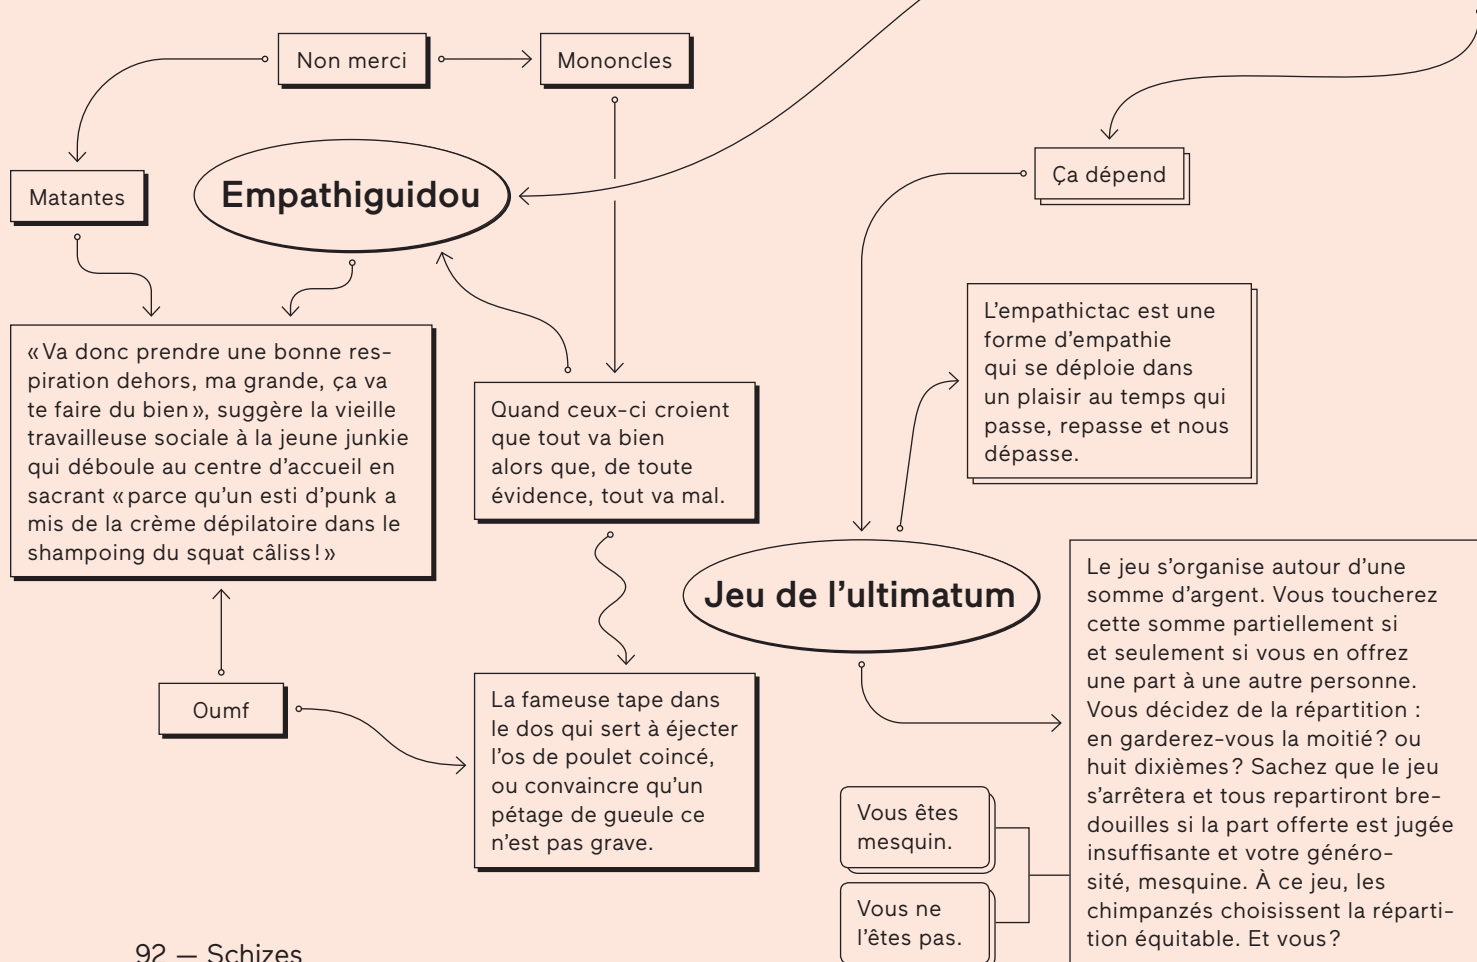 Non merci
Mononcles
Matantes
Empathiguidou
Ça dépend
«Va donc prendre une bonne res-
piration dehors, ma grande, ça va
te faire du bien», suggère la vieille
travailleuse sociale à la jeune junkie
qui déboule au centre d’accueil en
sacrant «parce qu’un esti d’punk a
mis de la crème dépilatoire dans le
shampoing du squat câliss!»
Quand ceux-ci croient
que tout va bien
alors que, de toute
évidence, tout va mal.
L’empathictac est une
forme d’empathie
qui se déploie dans
un plaisir au temps qui
passe, repasse et nous
dépasse.
Oumf
La fameuse tape dans
le dos qui sert à éjecter
l’os de poulet coincé,
ou convaincre qu’un
pétage de gueule ce
n’est pas grave.
Jeu de l’ultimatum
Le jeu s’organise autour d’une
somme d’argent. Vous toucherez
cette somme partiellement si
et seulement si vous en offrez
une part à une autre personne.
Vous décidez de la répartition :
en garderez-vous la moitié? ou
huit dixièmes? Sachez que le jeu
s’arrêtera et tous repartiront bre-
douilles si la part offerte est jugée
insuffisante et votre généro-
sité, mesquine. À ce jeu, les
chimpanzés choisissent la réparti-
tion équitable. Et vous?
Vous êtes
mesquin.
Vous ne
l’êtes pas.
92 — Schizes